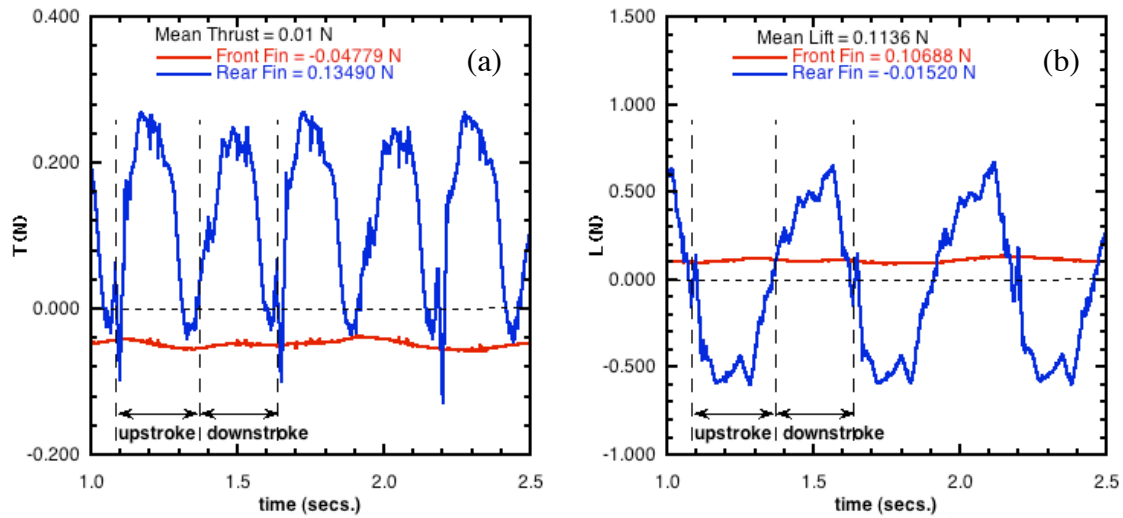 Mean Thrust = 0.01 N
Front Fin = -0.04779 N
Rear Fin = 0.13490 N
(a)
0.400
0.200
0.000
-0.200
T (N)
upstroke
downstroke
1.0 1.5 2.0 2.5
time (secs.)
Mean Lift = 0.1136 N
Front Fin = 0.10688 N
Rear Fin = -0.01520 N
(b)
1.500
1.000
0.500
0.000
-0.500
-1.000
L (N)
upstroke
downstroke
1.0 1.5 2.0 2.5
time (secs.)